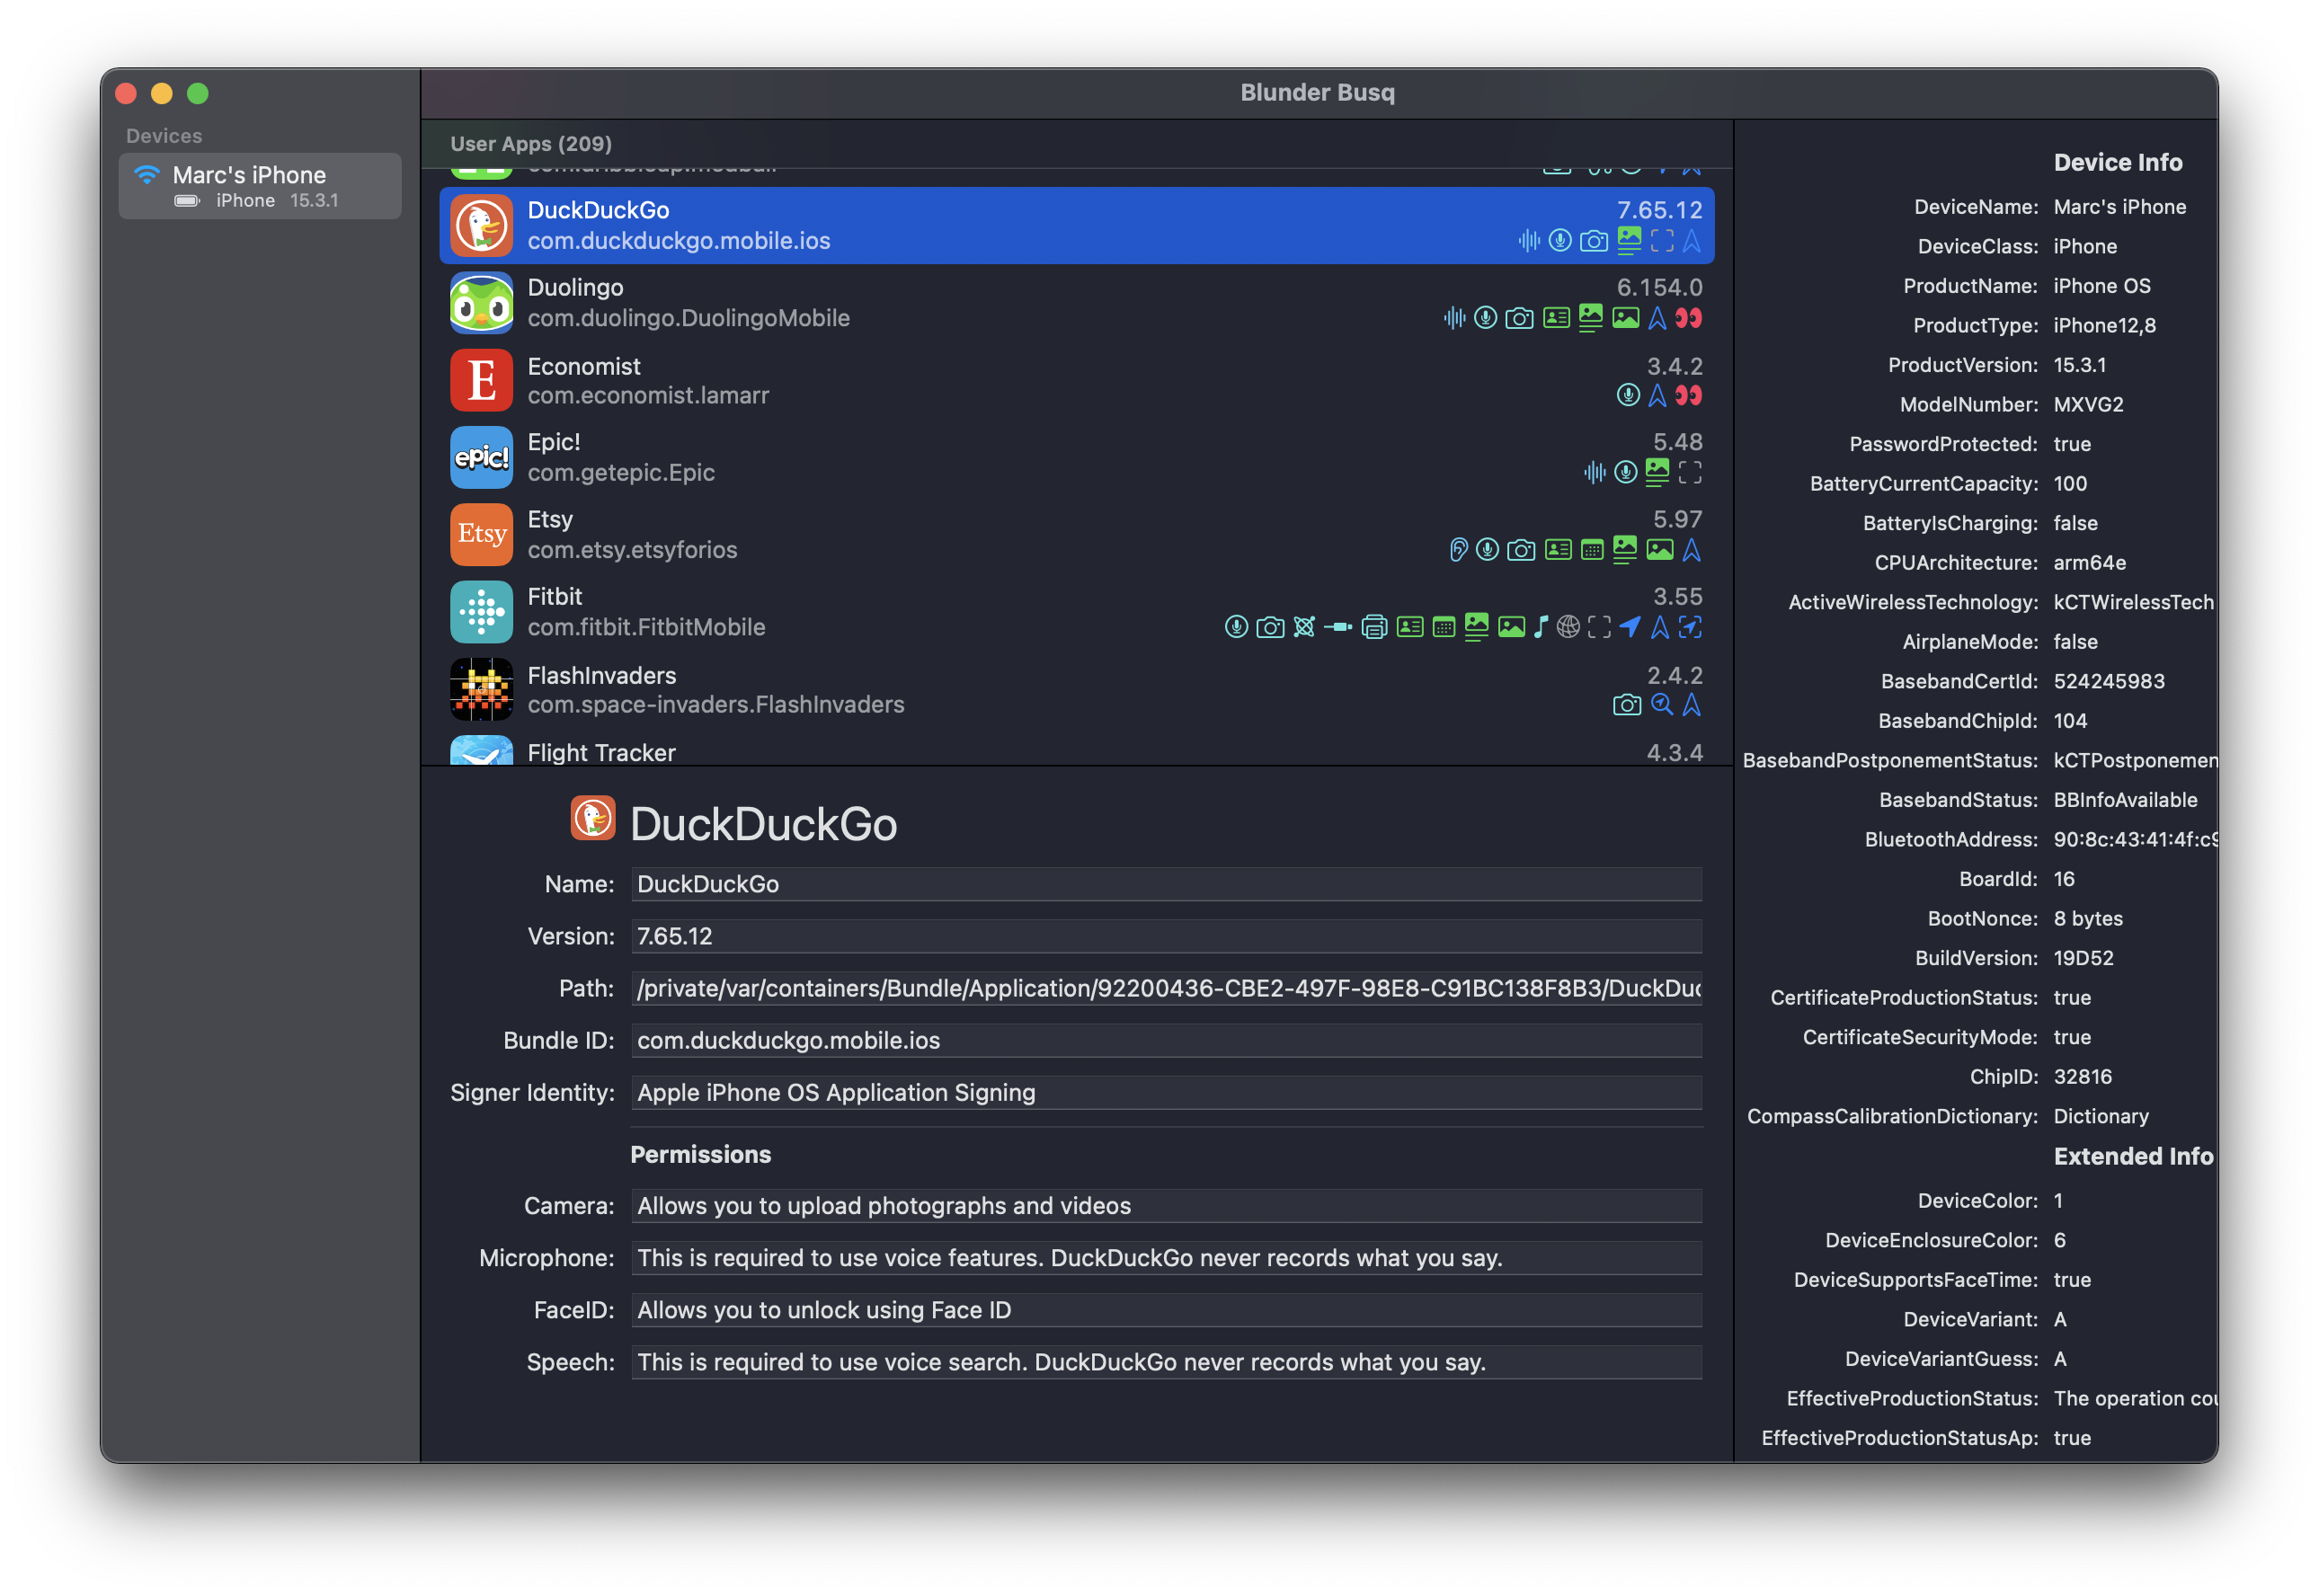 Blunder Busq
Devices
Marc's iPhone
iPhone 15.3.1
User Apps (209)
DuckDuckGo 7.65.12
com.duckduckgo.mobile.ios
Duolingo 6.154.0
com.duolingo.DuolingoMobile
E
Economist 3.4.2
com.economist.lamarr
epic!
Epic! 5.48
com.getepic.Epic
Etsy
Etsy 5.97
com.etsy.etsyforios
Fitbit 3.55
com.fitbit.FitbitMobile
FlashInvaders 2.4.2
com.space-invaders.FlashInvaders
Flight Tracker 4.3.4
DuckDuckGo
Name: DuckDuckGo
Version: 7.65.12
Path: /private/var/containers/Bundle/Application/92200436-CBE2-497F-98E8-C91BC138F8B3/DuckDuc
Bundle ID: com.duckduckgo.mobile.ios
Signer Identity: Apple iPhone OS Application Signing
Permissions
Camera: Allows you to upload photographs and videos
Microphone: This is required to use voice features. DuckDuckGo never records what you say.
FaceID: Allows you to unlock using Face ID
Speech: This is required to use voice search. DuckDuckGo never records what you say.
Device Info
DeviceName: Marc's iPhone
DeviceClass: iPhone
ProductName: iPhone OS
ProductType: iPhone12,8
ProductVersion: 15.3.1
ModelNumber: MXVG2
PasswordProtected: true
BatteryCurrentCapacity: 100
BatteryIsCharging: false
CPUArchitecture: arm64e
ActiveWirelessTechnology: kCTWirelessTech
AirplaneMode: false
BasebandCertId: 524245983
BasebandChipId: 104
BasebandPostponementStatus: kCTPostponemen
BasebandStatus: BBInfoAvailable
BluetoothAddress: 90:8c:43:41:4f:c9
BoardId: 16
BootNonce: 8 bytes
BuildVersion: 19D52
CertificateProductionStatus: true
CertificateSecurityMode: true
ChipID: 32816
CompassCalibrationDictionary: Dictionary
Extended Info
DeviceColor: 1
DeviceEnclosureColor: 6
DeviceSupportsFaceTime: true
DeviceVariant: A
DeviceVariantGuess: A
EffectiveProductionStatus: The operation cou
EffectiveProductionStatusAp: true